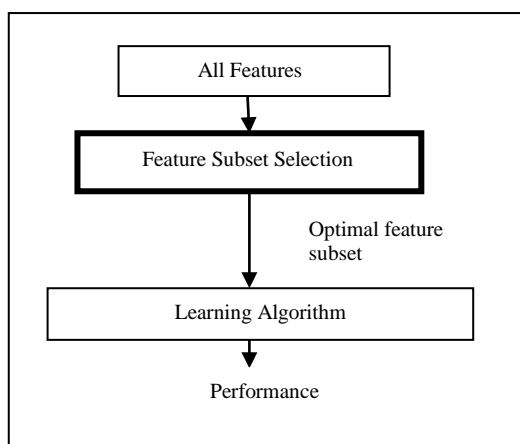 All Features
Feature Subset Selection
Optimal feature
subset
Learning Algorithm
Performance